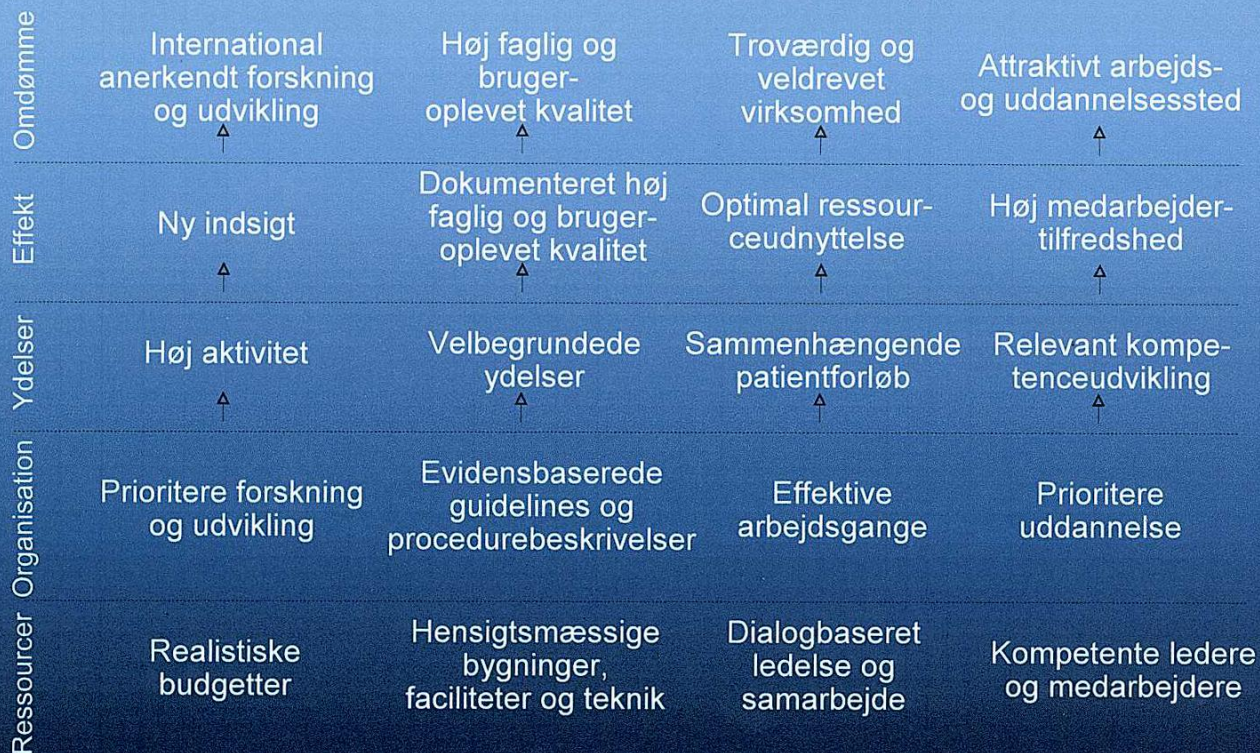 Omdømme
International
anerkendt forskning
og udvikling
Høj faglig og
bruger-
oplevet kvalitet
Troværdig og
veldrevet
virksomhed
Attraktivt arbejds-
og uddannelsessted
Effekt
Ny indsigt
Dokumenteret høj
faglig og bruger-
oplevet kvalitet
Optimal ressour-
ceudnyttelse
Høj medarbejder-
tilfredshed
Ydelser
Høj aktivitet
Velbegrundede
ydelser
Sammenhængende
patientforløb
Relevant kompe-
tenceudvikling
Organisation
Prioritere forskning
og udvikling
Evidensbaserede
guidelines og
procedurebeskrivelser
Effektive
arbejdsgange
Prioritere
uddannelse
Ressourcer
Realistiske
budgetter
Hensigtsmæssige
bygninger,
faciliteter og teknik
Dialogbaseret
ledelse og
samarbejde
Kompetente ledere
og medarbejdere